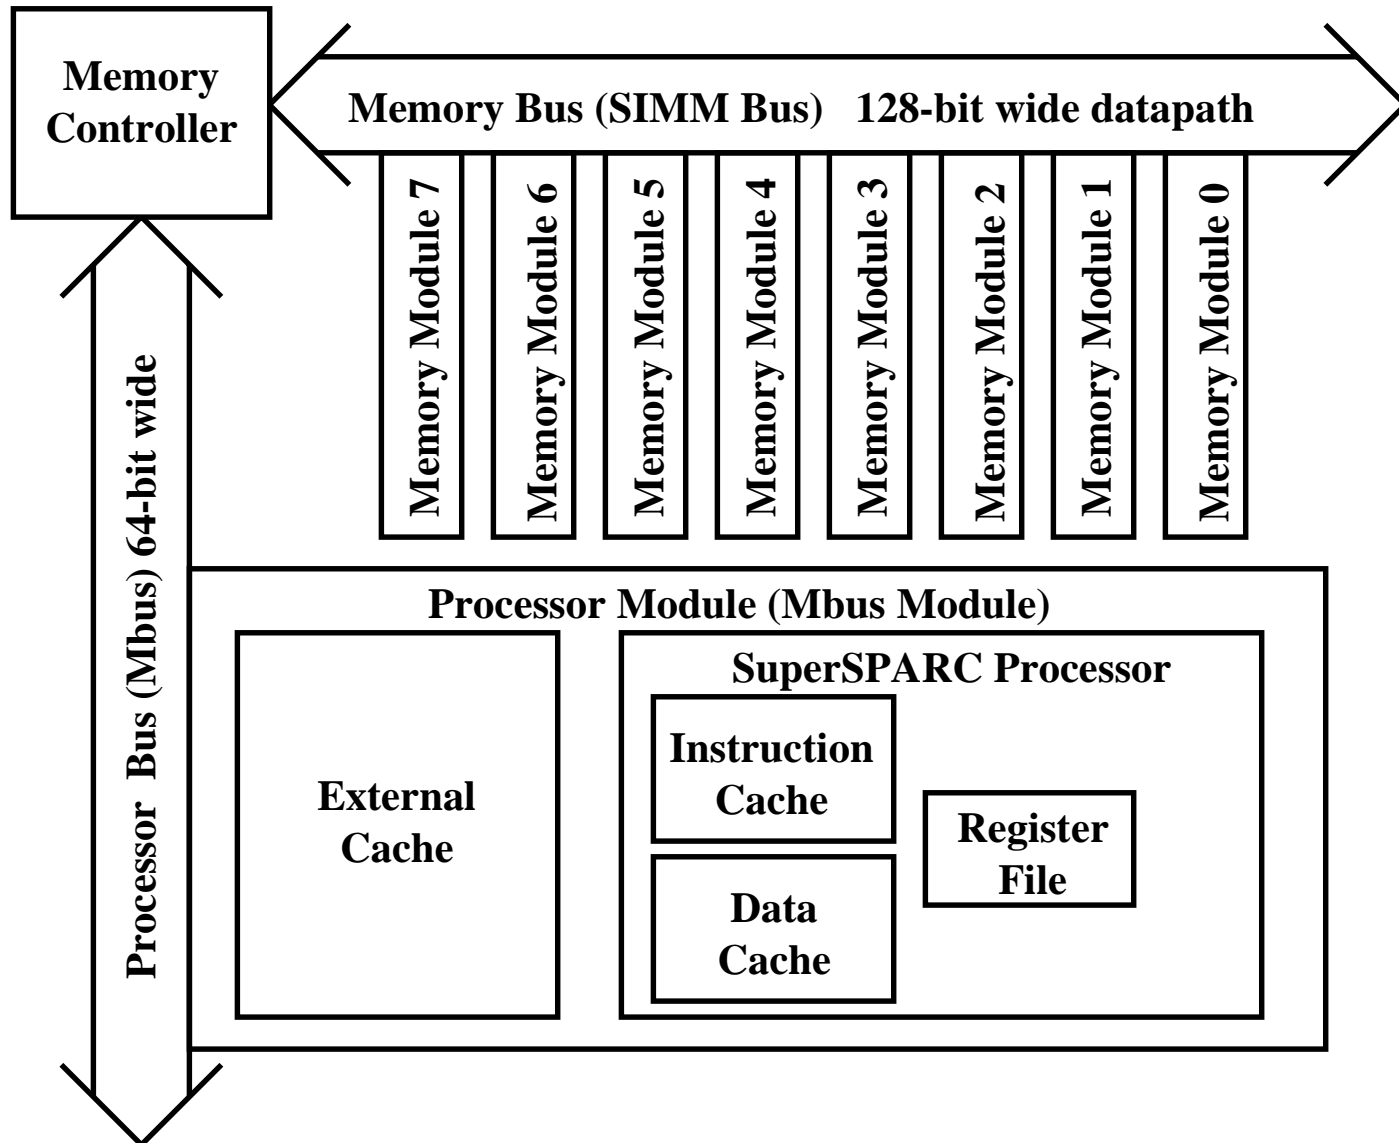 Memory
Controller
Memory Bus (SIMM Bus) 128-bit wide datapath
Memory Module 7
Memory Module 6
Memory Module 5
Memory Module 4
Memory Module 3
Memory Module 2
Memory Module 1
Memory Module 0
Processor Bus (Mbus) 64-bit wide
Processor Module (Mbus Module)
External
Cache
SuperSPARC Processor
Instruction
Cache
Data
Cache
Register
File